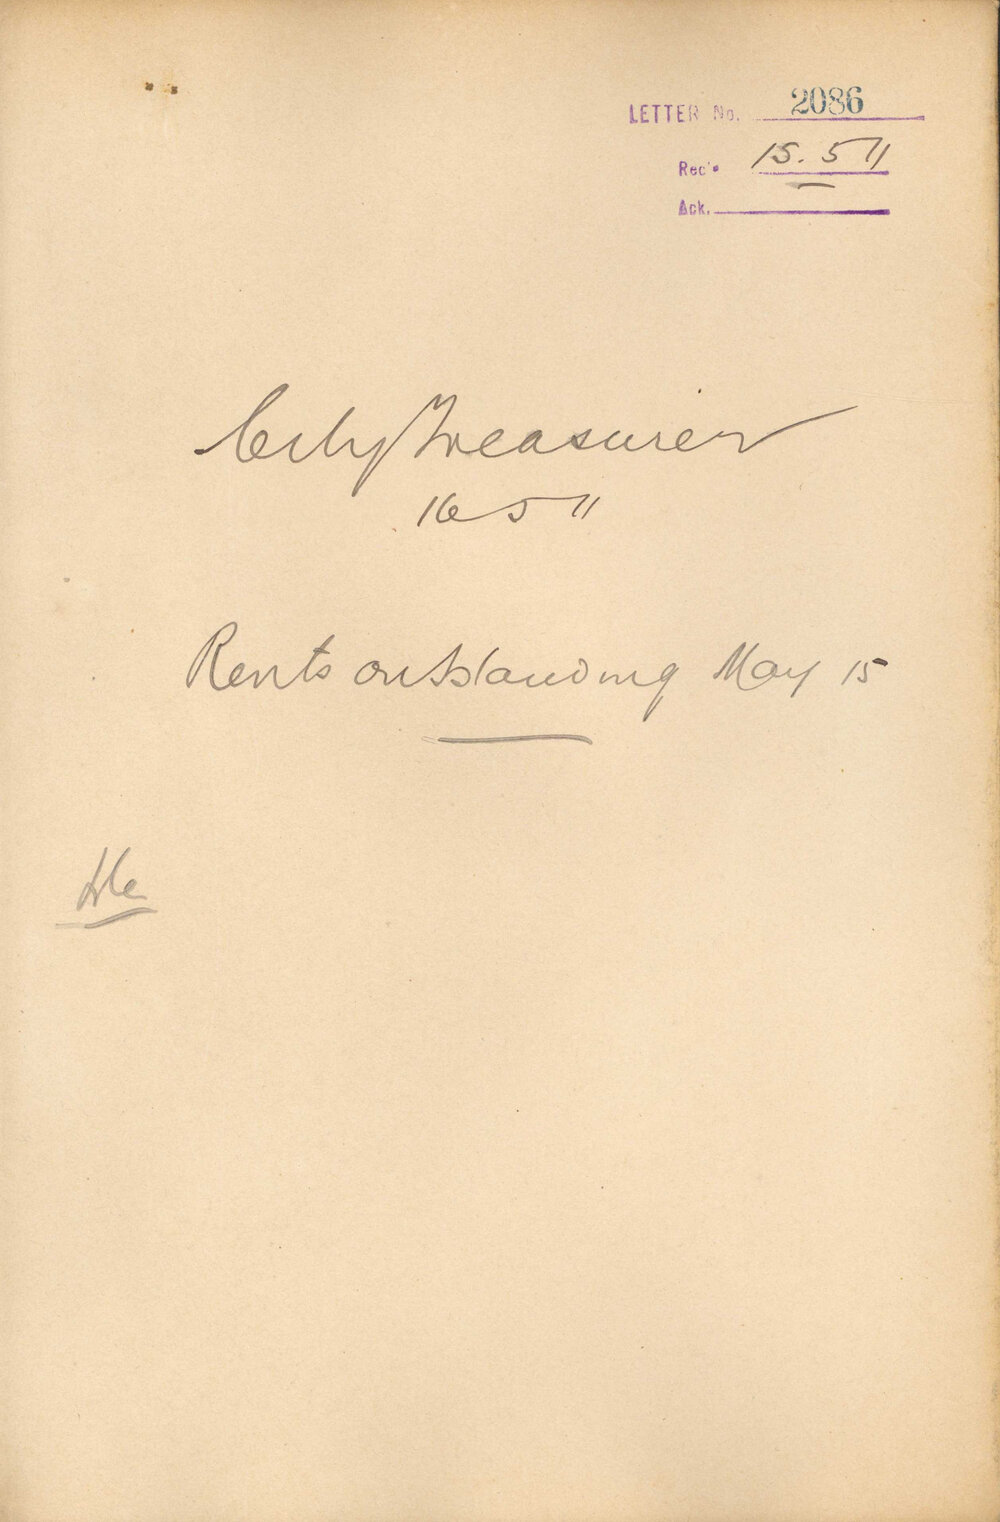 LETTER No. 2086
Rec'd 15. 5 11
Ack.
City Treasurer
16 5 11
Rents outstanding May 15